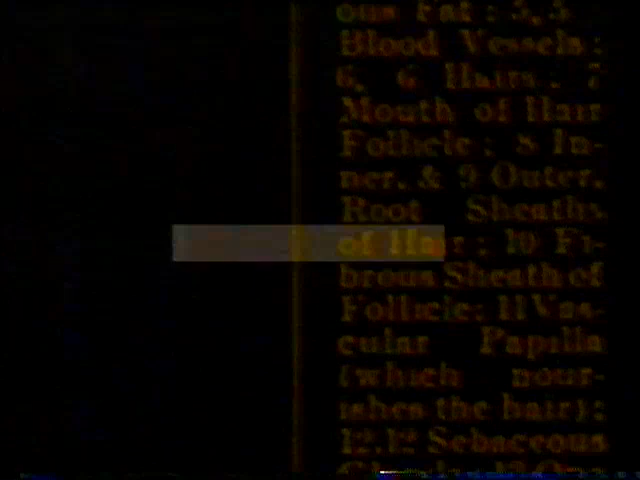 ous Fat : 5, 5
Blood Vessels :
6, 6 Hairs : 7
Mouth of Hair
Follicle : 8 In-
ner, & 9 Outer,
Root Sheaths
of Hair : 10 Fi-
brous Sheath of
Follicle : 11 Vas-
cular Papilla
(which nour-
ishes the hair) :
12, 12 Sebaceous